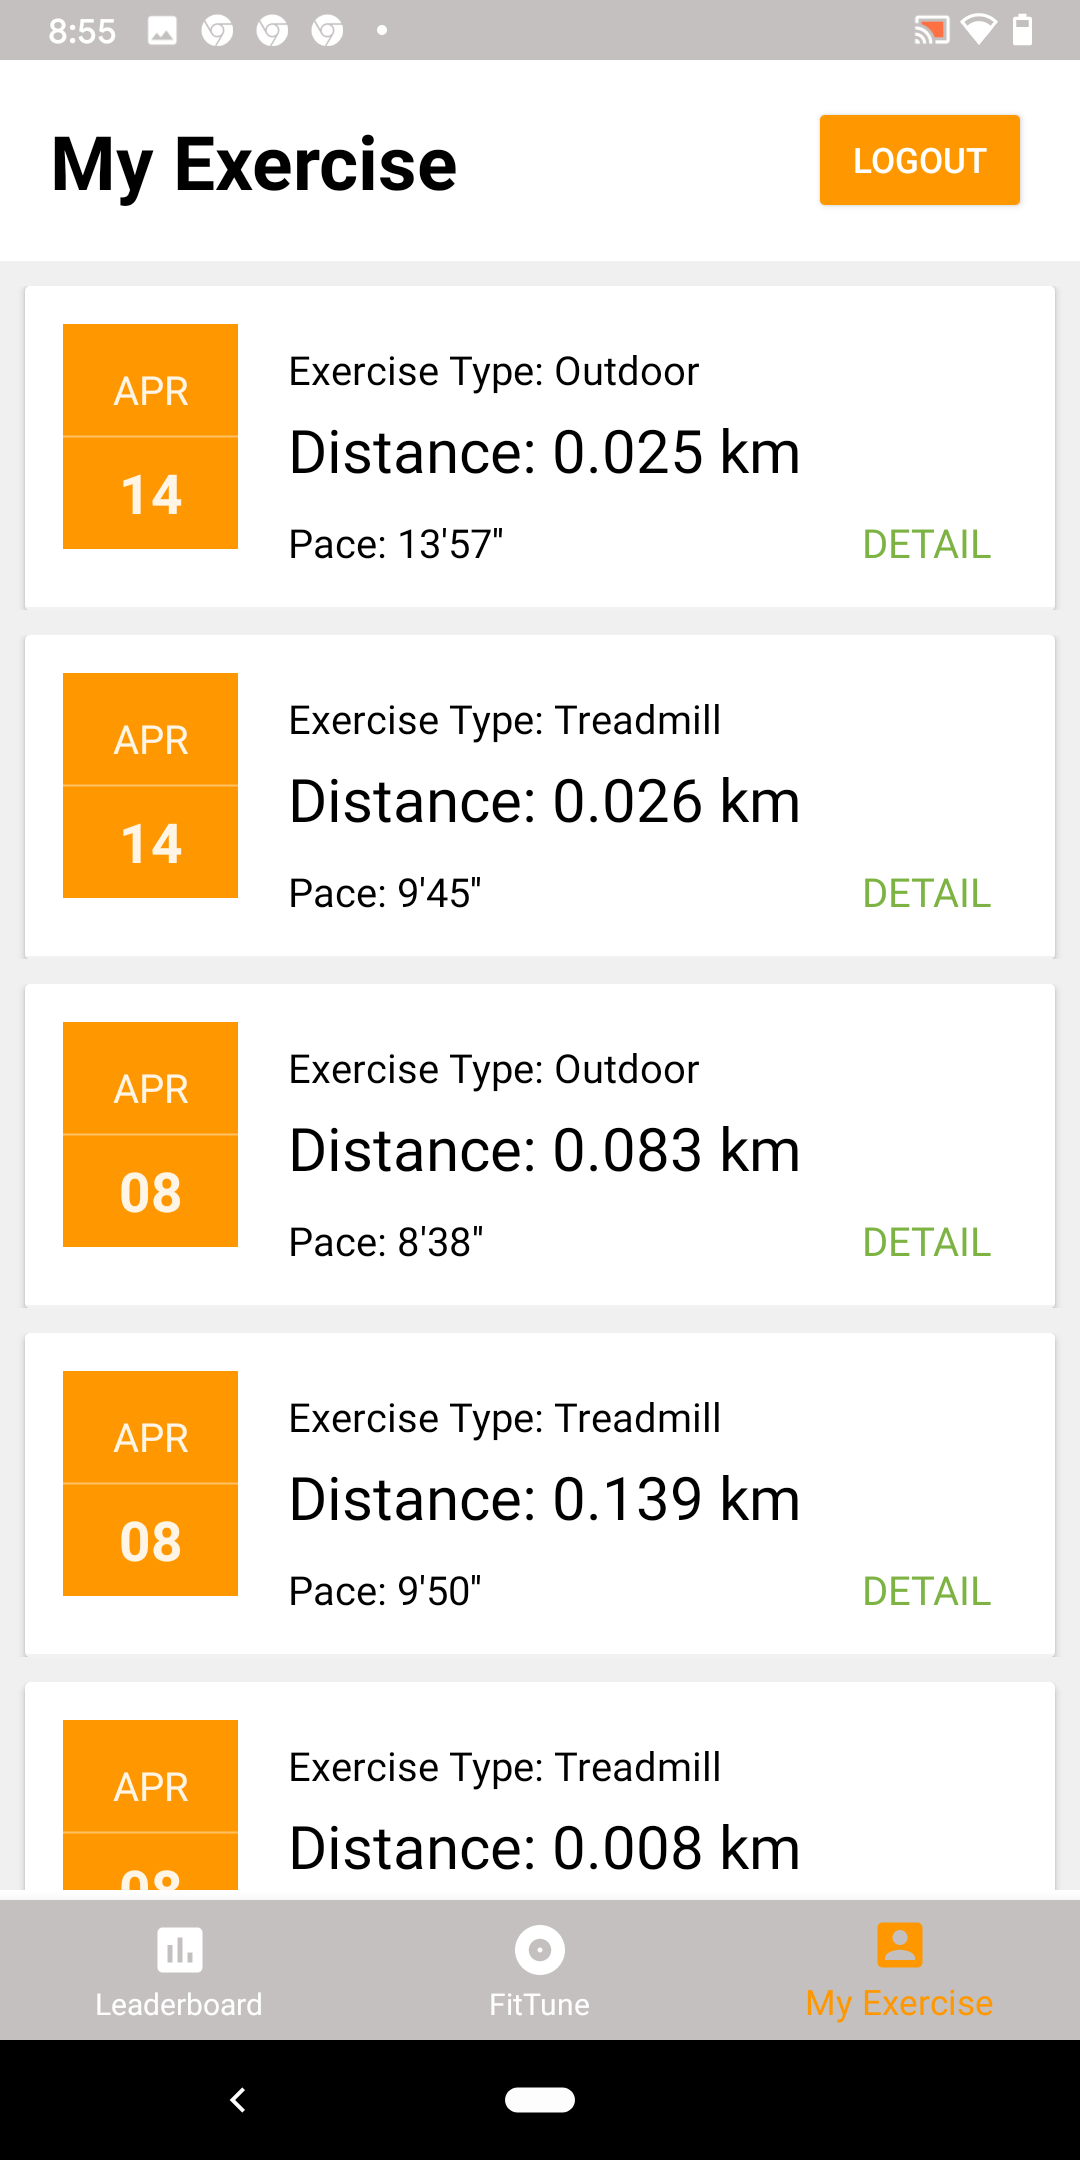 8:55
My Exercise
LOGOUT
APR
14
Exercise Type: Outdoor
Distance: 0.025 km
Pace: 13'57"
DETAIL
APR
14
Exercise Type: Treadmill
Distance: 0.026 km
Pace: 9'45"
DETAIL
APR
08
Exercise Type: Outdoor
Distance: 0.083 km
Pace: 8'38"
DETAIL
APR
08
Exercise Type: Treadmill
Distance: 0.139 km
Pace: 9'50"
DETAIL
APR
08
Exercise Type: Treadmill
Distance: 0.008 km
Leaderboard
FitTune
My Exercise